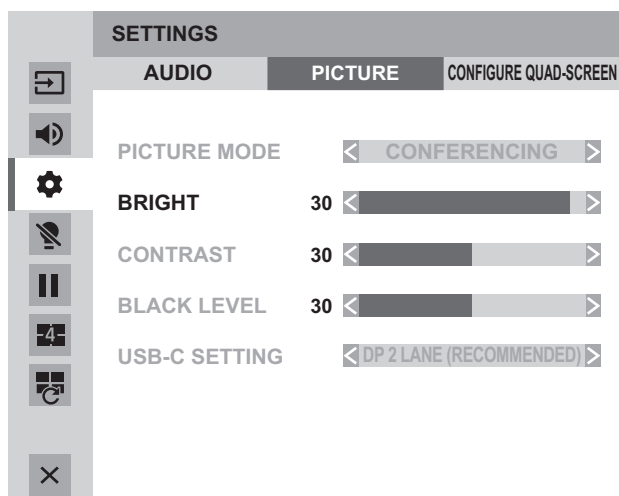 SETTINGS
AUDIO PICTURE CONFIGURE QUAD-SCREEN
PICTURE MODE CONFERENCING
BRIGHT 30
CONTRAST 30
BLACK LEVEL 30
-4-
USB-C SETTING DP 2 LANE (RECOMMENDED)